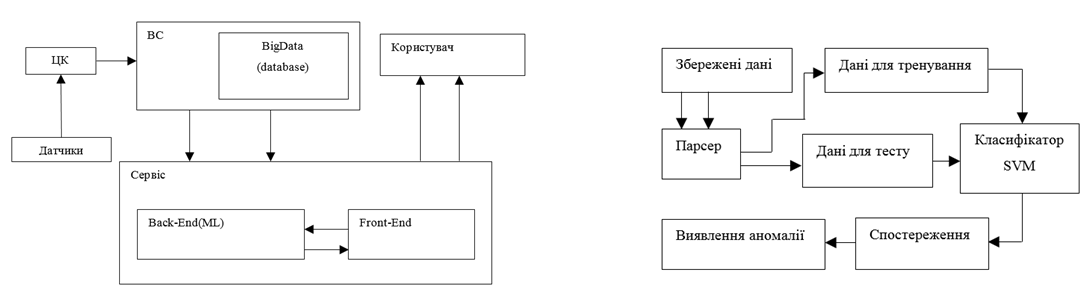 ВС
BigData
(database)
ЦК
Датчики
Користувач
Сервіс
Back-End(ML)
Front-End
Збережені дані
Дані для тренування
Парсер
Дані для тесту
Класифікатор
SVM
Виявлення аномалії
Спостереження